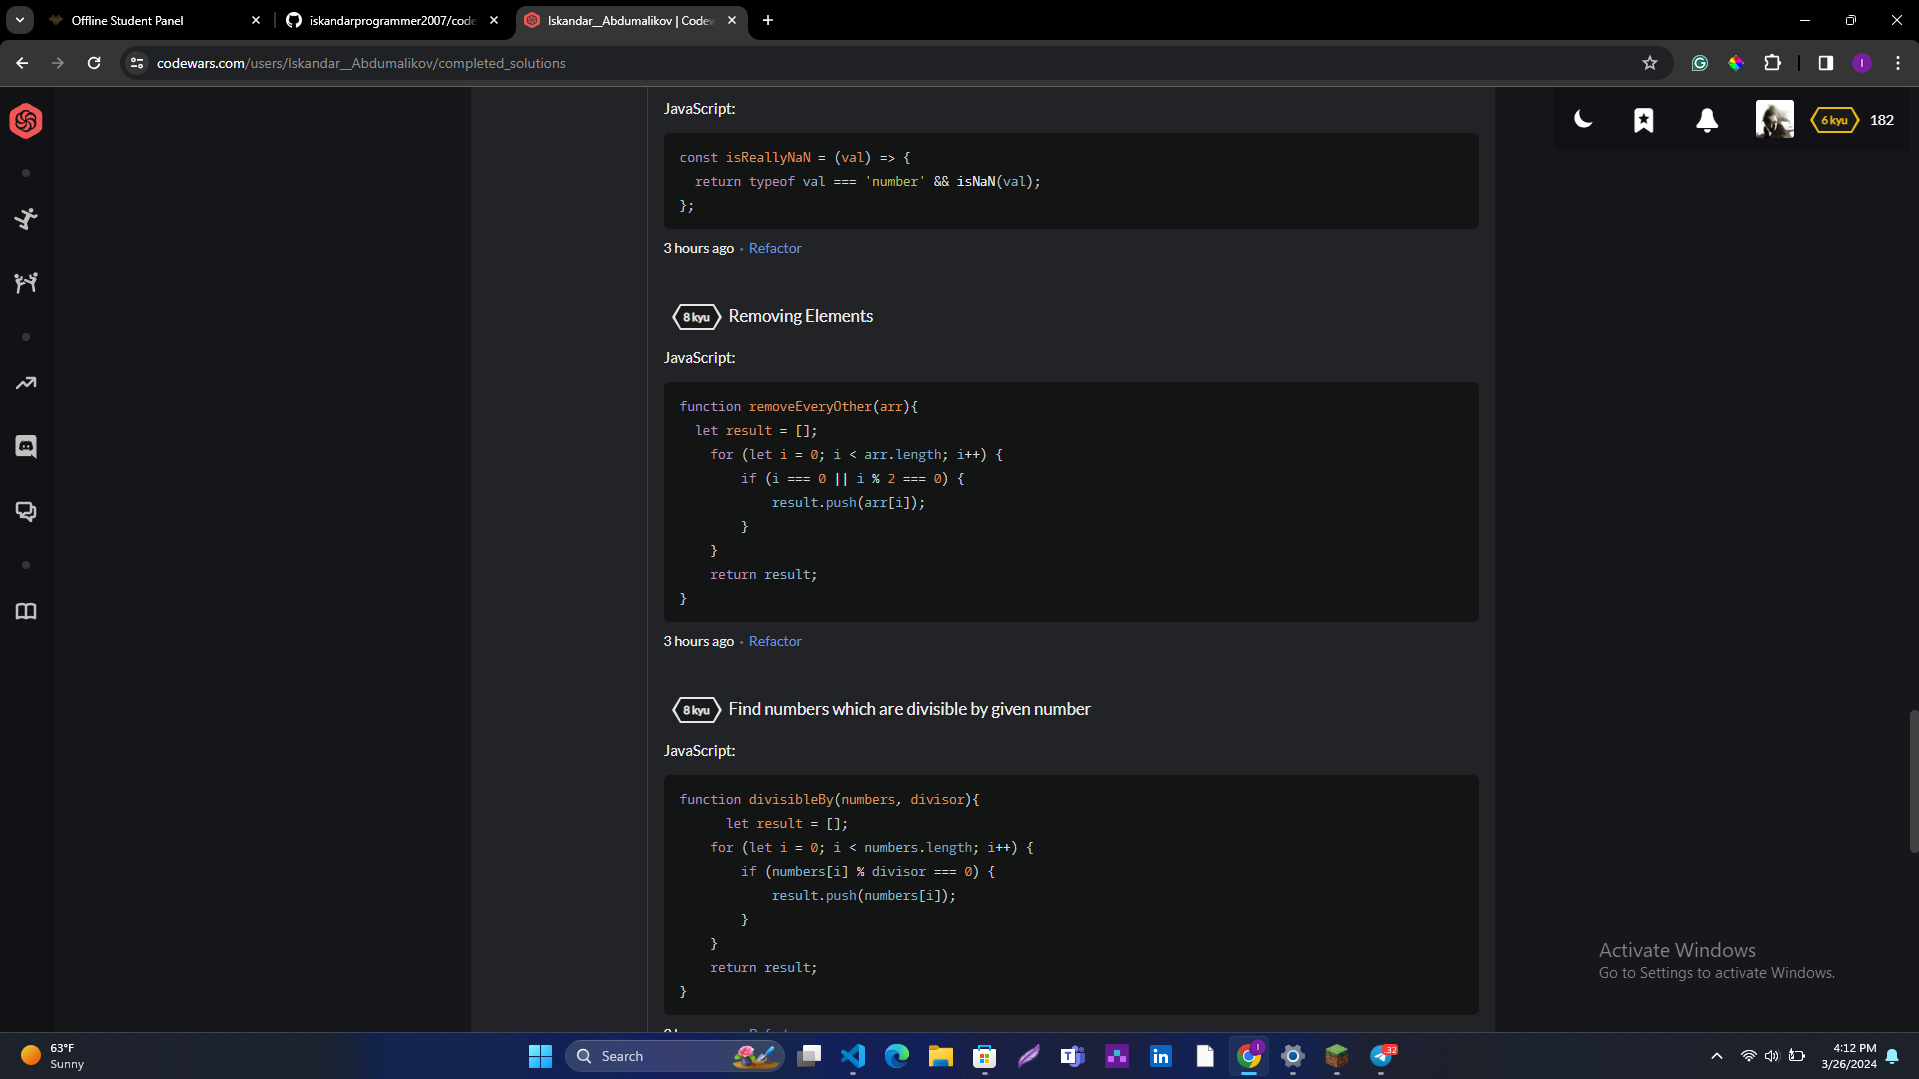 Offline Student Panel
iskandarprogrammer2007/code
Iskandar__Abdumalikov | Codew
codewars.com/users/Iskandar__Abdumalikov/completed_solutions
I
6 kyu
182
JavaScript:
const isReallyNaN = (val) => {
  return typeof val === 'number' && isNaN(val);
};
3 hours ago • Refactor
8 kyu Removing Elements
JavaScript:
function removeEveryOther(arr){
  let result = [];
    for (let i = 0; i < arr.length; i++) {
        if (i === 0 || i % 2 === 0) {
            result.push(arr[i]);
        }
    }
    return result;
}
3 hours ago • Refactor
8 kyu Find numbers which are divisible by given number
JavaScript:
function divisibleBy(numbers, divisor){
      let result = [];
    for (let i = 0; i < numbers.length; i++) {
        if (numbers[i] % divisor === 0) {
            result.push(numbers[i]);
        }
    }
    return result;
}
Activate Windows
Go to Settings to activate Windows.
63°F
Sunny
Search
32
4:12 PM
3/26/2024